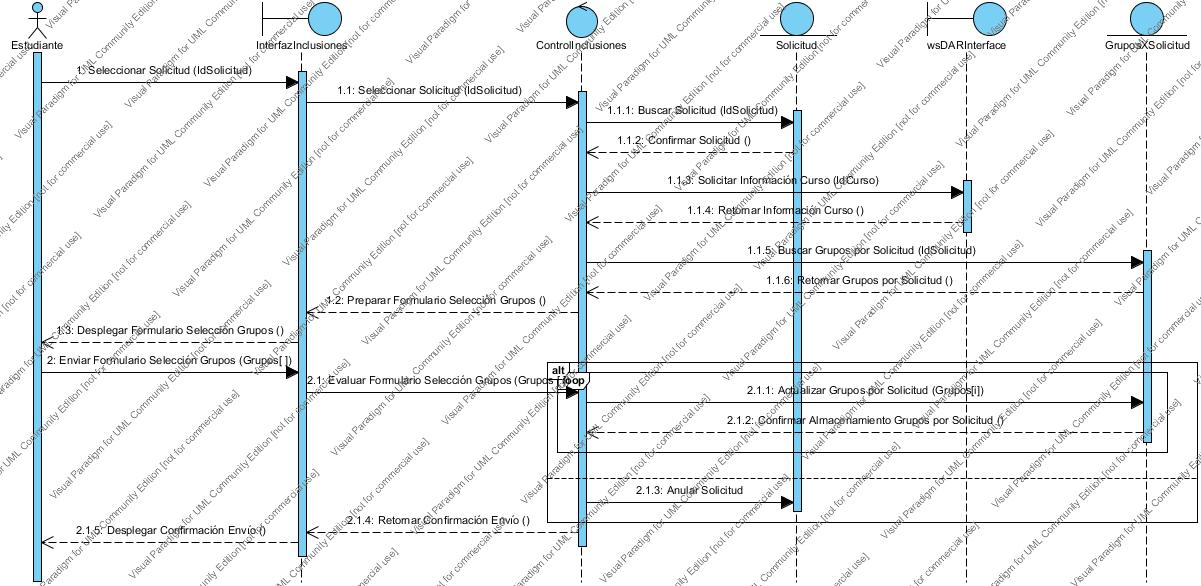 Estudiante
InterfazInclusiones
ControlInclusiones
Solicitud
wsDARInterface
GruposXSolicitud
1: Seleccionar Solicitud (IdSolicitud)
1.1: Seleccionar Solicitud (IdSolicitud)
1.1.1: Buscar Solicitud (IdSolicitud)
1.1.2: Confirmar Solicitud ()
1.1.3: Solicitar Información Curso (IdCurso)
1.1.4: Retornar Información Curso ()
1.1.5: Buscar Grupos por Solicitud (IdSolicitud)
1.1.6: Retornar Grupos por Solicitud ()
1.2: Preparar Formulario Selección Grupos ()
1.3: Desplegar Formulario Selección Grupos ()
2: Enviar Formulario Selección Grupos (Grupos[ ])
alt
loop
2.1: Evaluar Formulario Selección Grupos (Grupos
2.1.1: Actualizar Grupos por Solicitud (Grupos[i])
2.1.2: Confirmar Almacenamiento Grupos por Solicitud ()
2.1.3: Anular Solicitud
2.1.4: Retornar Confirmación Envío ()
2.1.5: Desplegar Confirmación Envío ()
Visual Paradigm for UML Community Edition [not for commercial use]